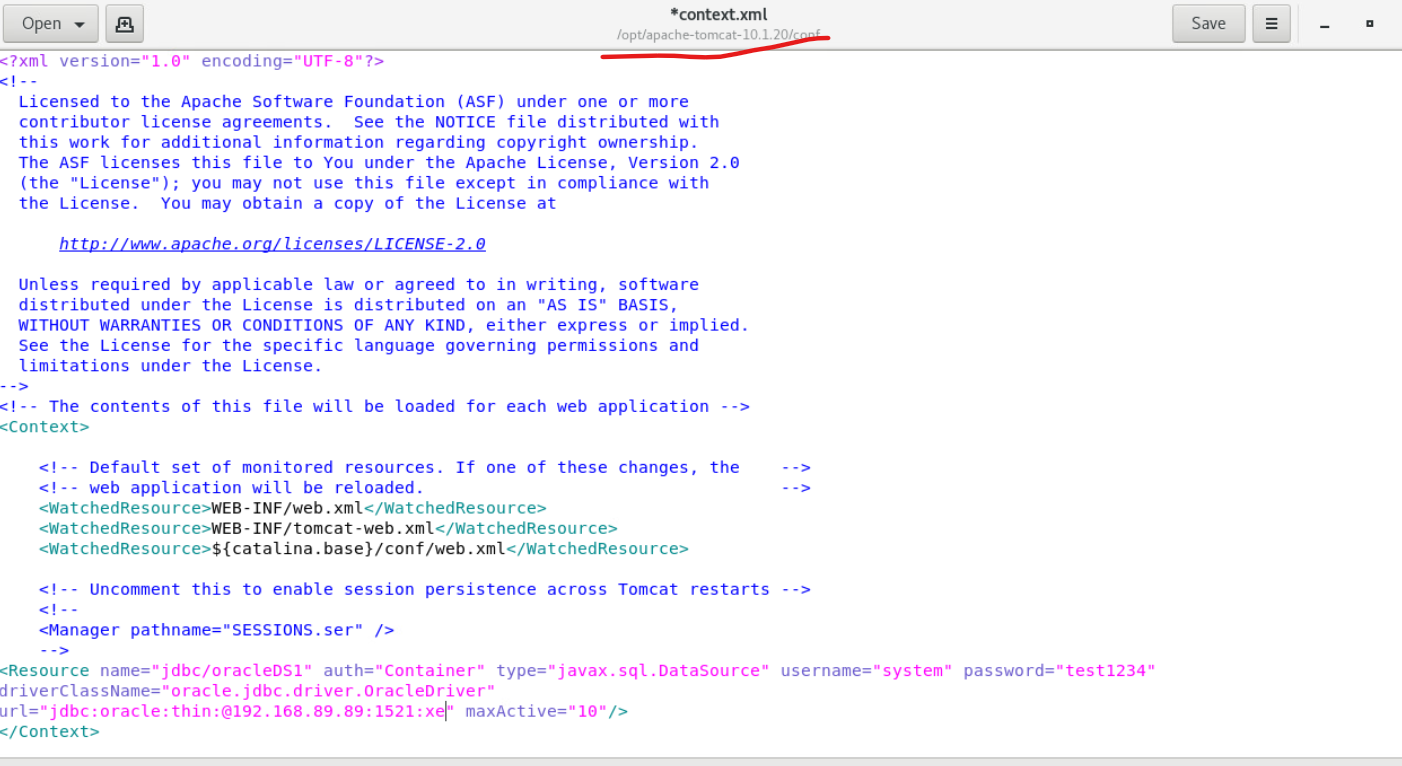 Open
*context.xml
/opt/apache-tomcat-10.1.20/conf
Save
<?xml version="1.0" encoding="UTF-8"?>
<!--
  Licensed to the Apache Software Foundation (ASF) under one or more
  contributor license agreements.  See the NOTICE file distributed with
  this work for additional information regarding copyright ownership.
  The ASF licenses this file to You under the Apache License, Version 2.0
  (the "License"); you may not use this file except in compliance with
  the License.  You may obtain a copy of the License at
      http://www.apache.org/licenses/LICENSE-2.0
  Unless required by applicable law or agreed to in writing, software
  distributed under the License is distributed on an "AS IS" BASIS,
  WITHOUT WARRANTIES OR CONDITIONS OF ANY KIND, either express or implied.
  See the License for the specific language governing permissions and
  limitations under the License.
-->
<!-- The contents of this file will be loaded for each web application -->
<Context>
    <!-- Default set of monitored resources. If one of these changes, the    -->
    <!-- web application will be reloaded.                                   -->
    <WatchedResource>WEB-INF/web.xml</WatchedResource>
    <WatchedResource>WEB-INF/tomcat-web.xml</WatchedResource>
    <WatchedResource>${catalina.base}/conf/web.xml</WatchedResource>
    <!-- Uncomment this to enable session persistence across Tomcat restarts -->
    <!--
    <Manager pathname="SESSIONS.ser" />
    -->
<Resource name="jdbc/oracleDS1" auth="Container" type="javax.sql.DataSource" username="system" password="test1234"
driverClassName="oracle.jdbc.driver.OracleDriver"
url="jdbc:oracle:thin:@192.168.89.89:1521:xe" maxActive="10"/>
</Context>